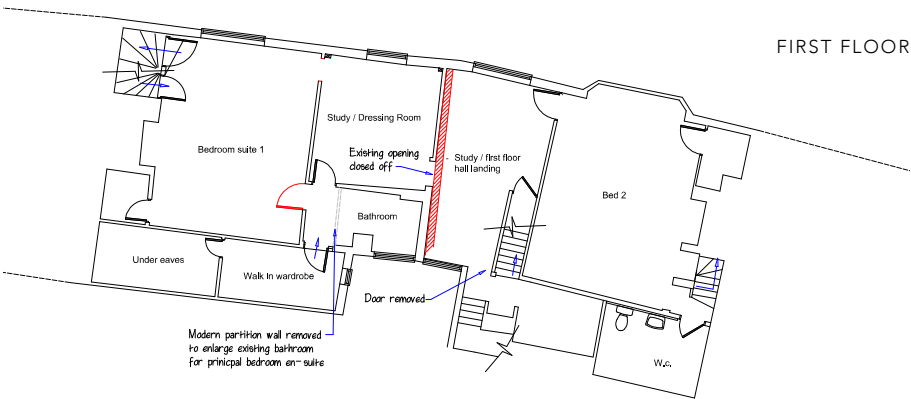 FIRST FLOOR
Study / Dressing Room
Bedroom suite 1
Existing opening
closed off
Study / first floor
hall landing
Bed 2
Bathroom
Under eaves
Walk in wardrobe
Door removed
Modern partition wall removed
to enlarge existing bathroom
for prinicpal bedroom en-suite
W.c.